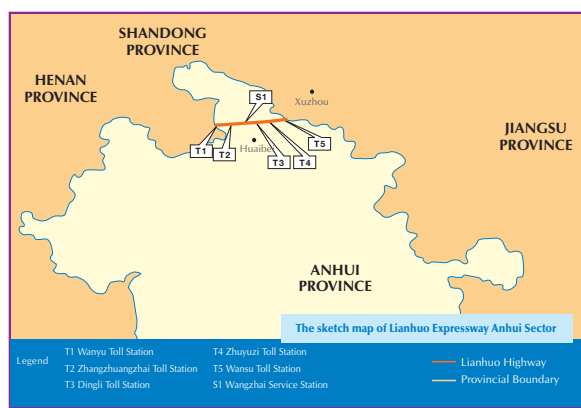 SHANDONG
PROVINCE
HENAN
PROVINCE
S1
Xuzhou
JIANGSU
PROVINCE
T1
T2
Huaibe
T3
T4
T5
ANHUI
PROVINCE
The sketch map of Lianhuo Expressway Anhui Sector
Legend
T1 Wanyu Toll Station
T2 Zhangzhuangzhai Toll Station
T3 Dingli Toll Station
T4 Zhuyuzi Toll Station
T5 Wansu Toll Station
S1 Wangzhai Service Station
Lianhuo Highway
Provincial Boundary